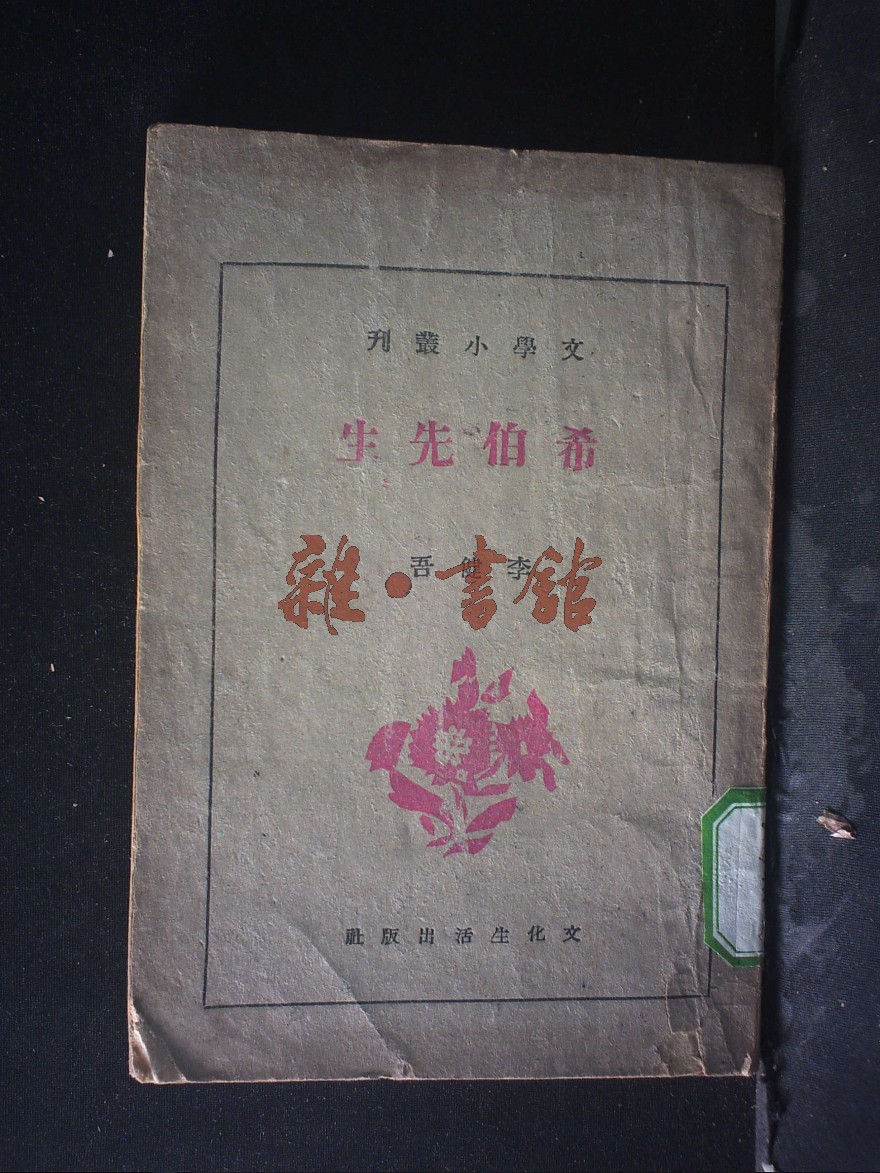 文學小叢刊
希伯先生
李健吾
雜·書館
文化生活出版社